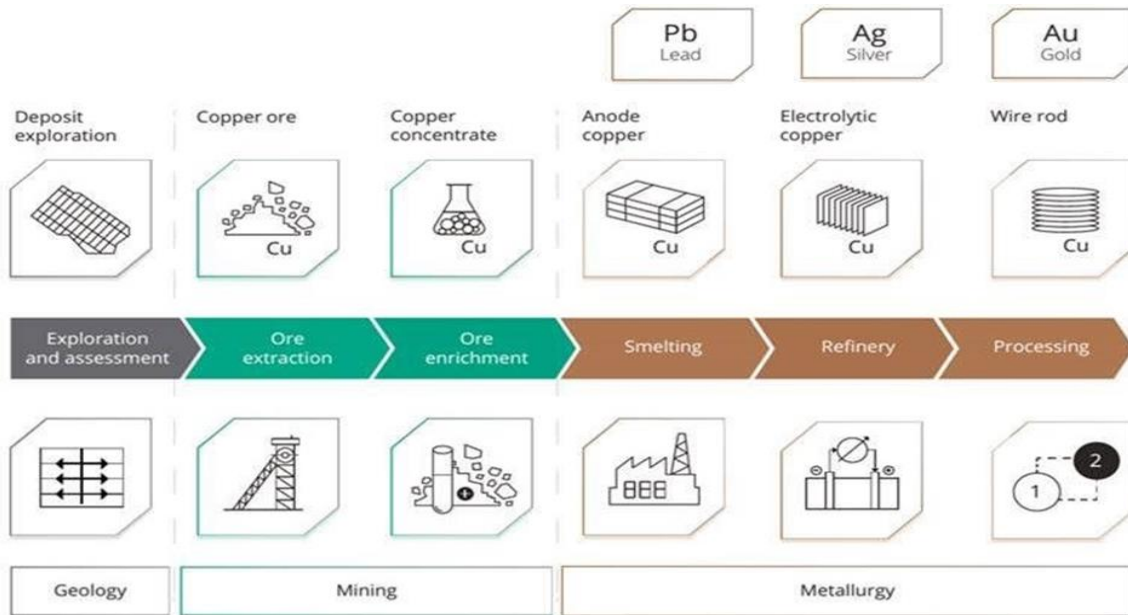 Pb
Lead
Ag
Silver
Au
Gold
Deposit
exploration
Copper ore
Copper
concentrate
Anode
copper
Electrolytic
copper
Wire rod
Cu
Cu
Cu
Cu
Cu
Exploration
and assessment
Ore
extraction
Ore
enrichment
Smelting
Refinery
Processing
1
2
Geology
Mining
Metallurgy